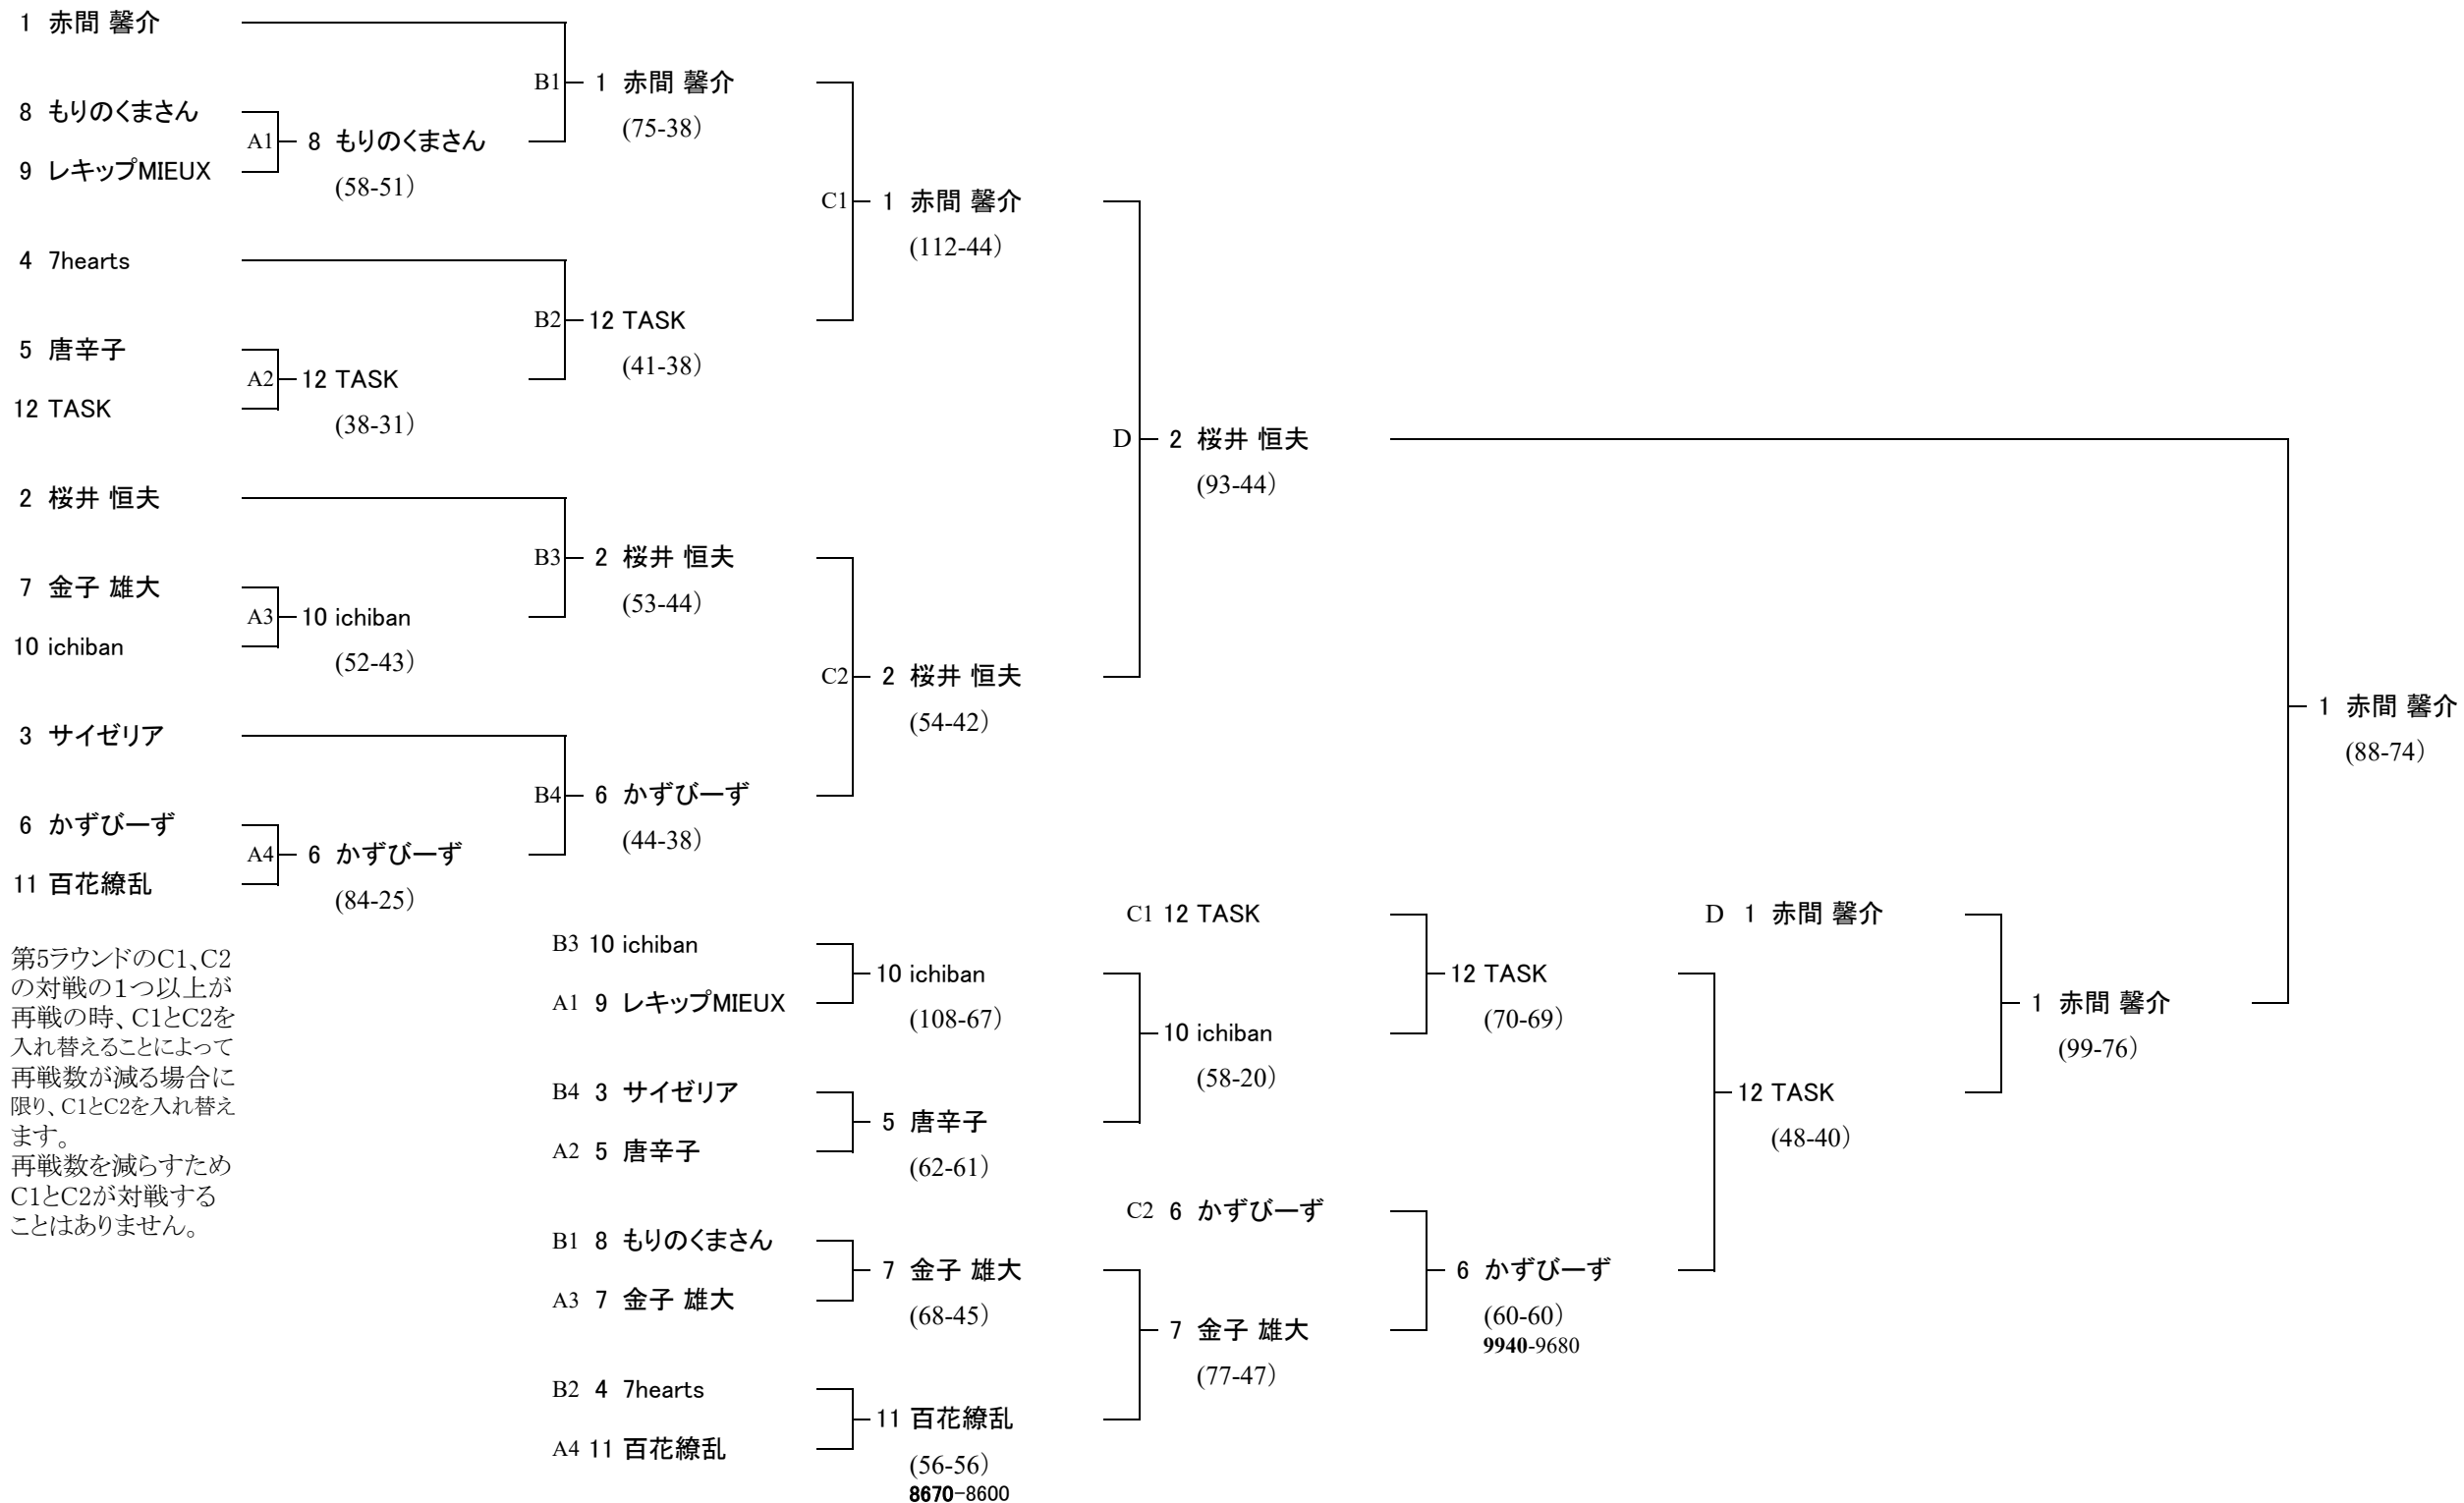 1 赤間 馨介
B1 1 赤間 馨介
8 もりのくまさん
(75-38)
A1 8 もりのくまさん
9 レキップMIEUX
(58-51)
C1 1 赤間 馨介
(112-44)
4 7hearts
B2 12 TASK
5 唐辛子
(41-38)
A2 12 TASK
12 TASK
(38-31)
D 2 桜井 恒夫
(93-44)
2 桜井 恒夫
B3 2 桜井 恒夫
7 金子 雄大
(53-44)
A3 10 ichiban
10 ichiban
(52-43)
C2 2 桜井 恒夫
(54-42)
1 赤間 馨介
(88-74)
3 サイゼリア
B4 6 かずびーず
6 かずびーず
(44-38)
A4 6 かずびーず
11 百花繚乱
(84-25)
第5ラウンドのC1、C2
の対戦の1つ以上が
再戦の時、C1とC2を
入れ替えることによって
再戦数が減る場合に
限り、C1とC2を入れ替え
ます。
再戦数を減らすため
C1とC2が対戦する
ことはありません。
B3 10 ichiban
A1 9 レキップMIEUX
10 ichiban
(108-67)
B4 3 サイゼリア
A2 5 唐辛子
5 唐辛子
(62-61)
B1 8 もりのくまさん
A3 7 金子 雄大
7 金子 雄大
(68-45)
B2 4 7hearts
A4 11 百花繚乱
11 百花繚乱
(56-56)
8670-8600
C1 12 TASK
10 ichiban
(58-20)
C2 6 かずびーず
7 金子 雄大
(77-47)
12 TASK
(70-69)
6 かずびーず
(60-60)
9940-9680
D 1 赤間 馨介
12 TASK
(48-40)
1 赤間 馨介
(99-76)